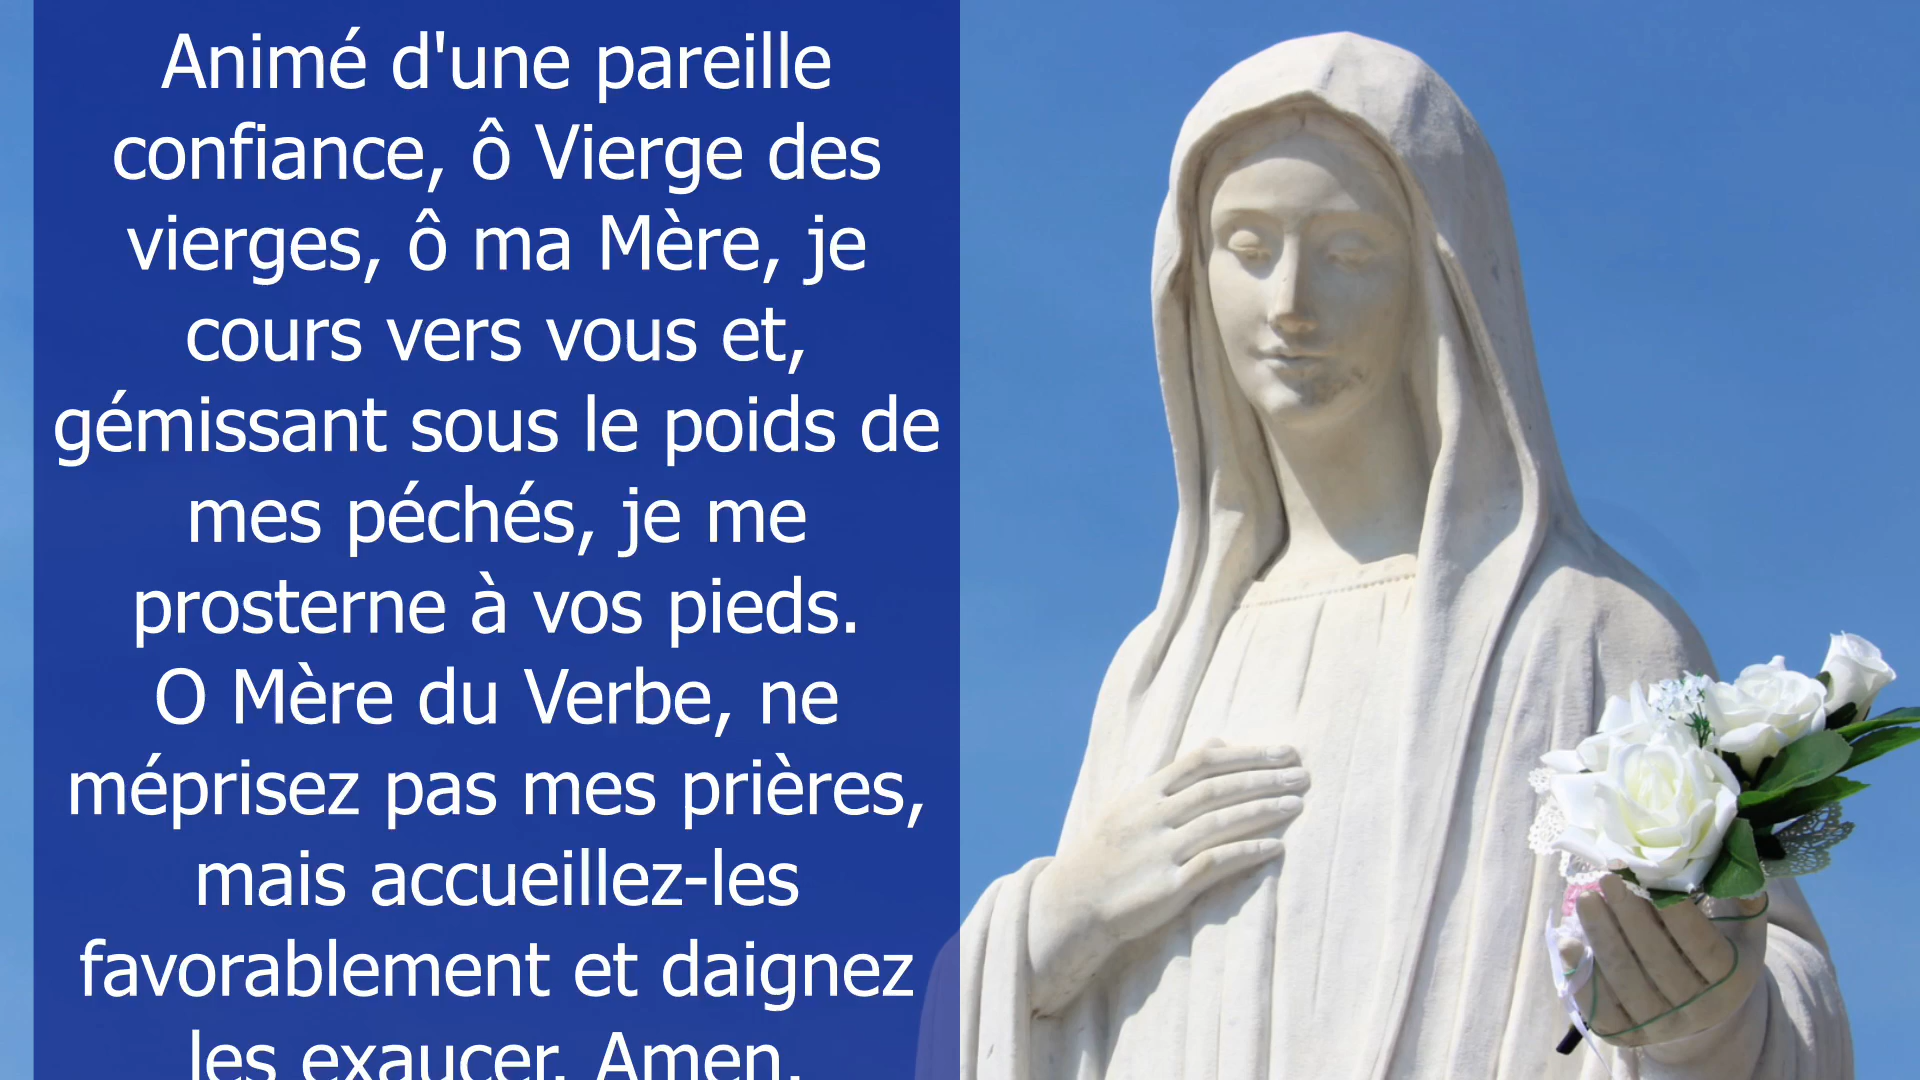 Animé d'une pareille
confiance, ô Vierge des
vierges, ô ma Mère, je
cours vers vous et,
gémissant sous le poids de
mes péchés, je me
prosterne à vos pieds.
O Mère du Verbe, ne
méprisez pas mes prières,
mais accueillez-les
favorablement et daignez
les exaucer. Amen.